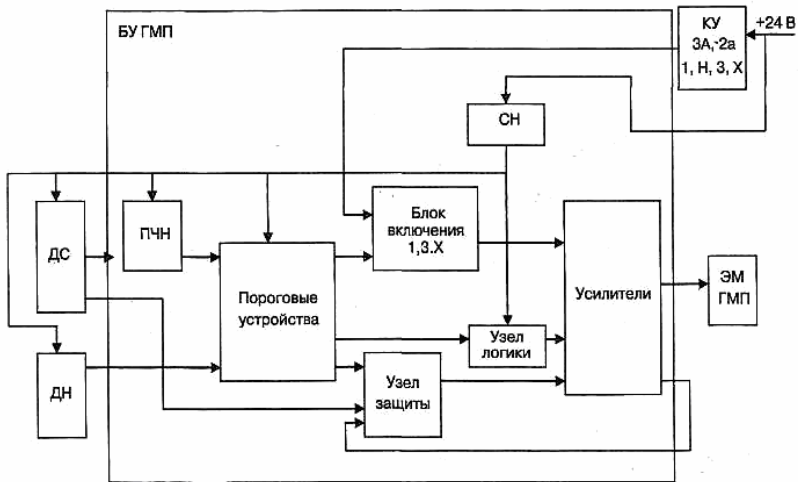 БУ ГМП
КУ
3А, 2а
1, Н, 3, Х
+24 В
СН
ДС
ПЧН
Блок
включения
1,3.Х
Пороговые
устройства
Усилители
ЭМ
ГМП
Узел
логики
ДН
Узел
защиты